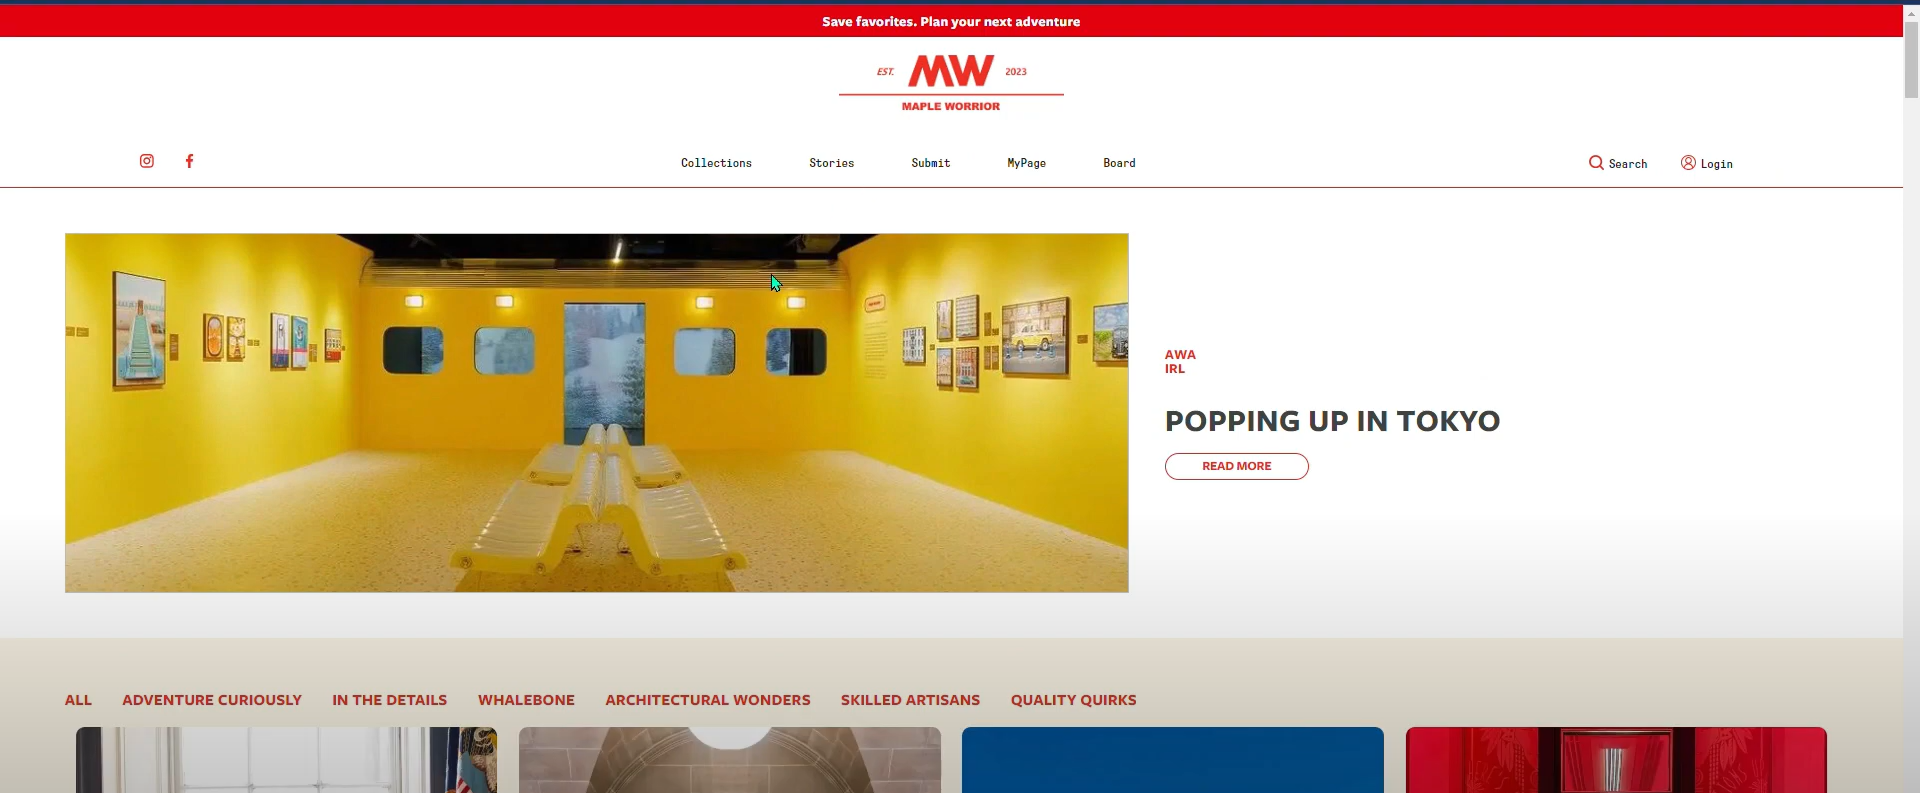 Save favorites. Plan your next adventure
EST. MW 2023
MAPLE WORRIOR
Collections Stories Submit MyPage Board Search Login
AWA
IRL
POPPING UP IN TOKYO
READ MORE
ALL ADVENTURE CURIOUSLY IN THE DETAILS WHALEBONE ARCHITECTURAL WONDERS SKILLED ARTISANS QUALITY QUIRKS